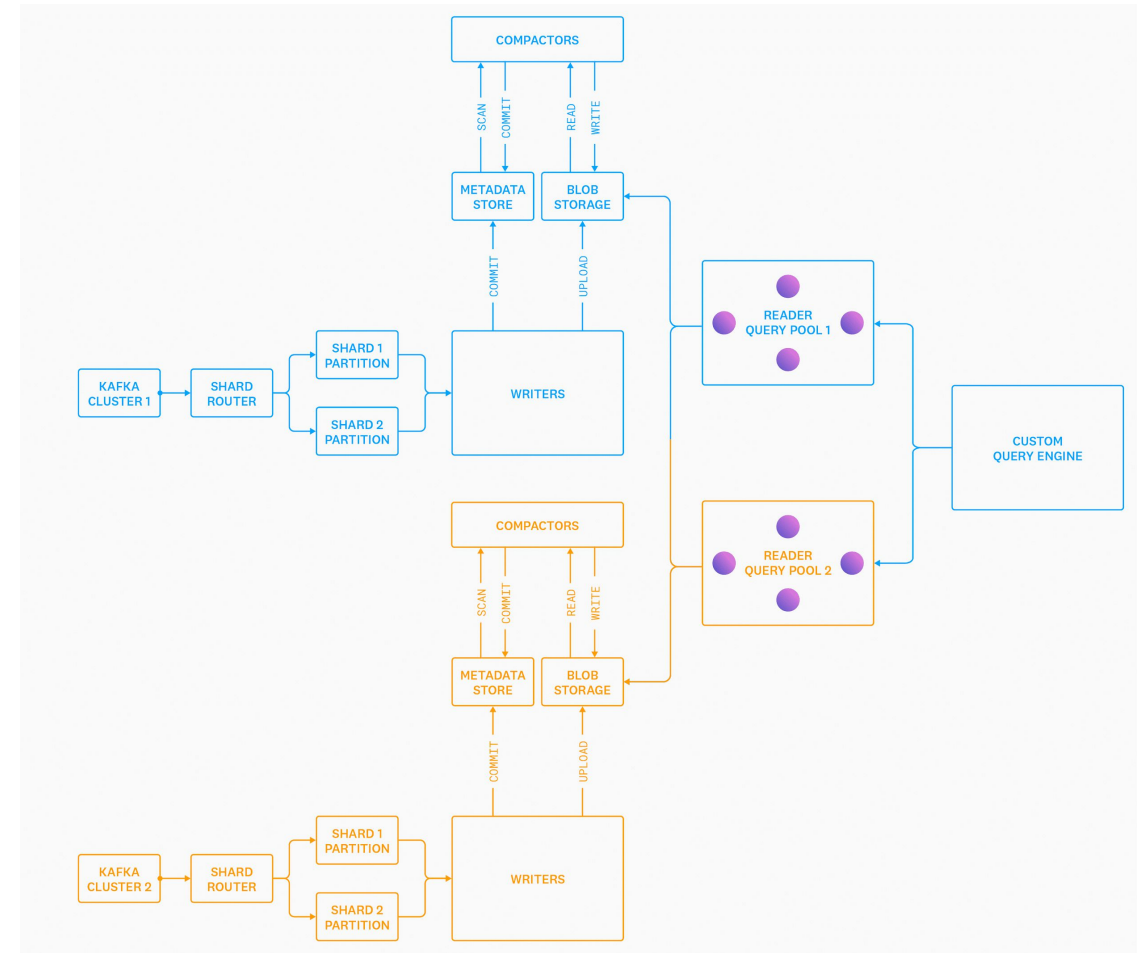 COMPACTORS
SCAN
COMMIT
READ
WRITE
METADATA
STORE
BLOB
STORAGE
COMMIT
UPLOAD
READER
QUERY POOL 1
SHARD 1
PARTITION
KAFKA
CLUSTER 1
SHARD
ROUTER
WRITERS
SHARD 2
PARTITION
CUSTOM
QUERY ENGINE
COMPACTORS
READER
QUERY POOL 2
SCAN
COMMIT
READ
WRITE
METADATA
STORE
BLOB
STORAGE
COMMIT
UPLOAD
SHARD 1
PARTITION
KAFKA
CLUSTER 2
SHARD
ROUTER
WRITERS
SHARD 2
PARTITION